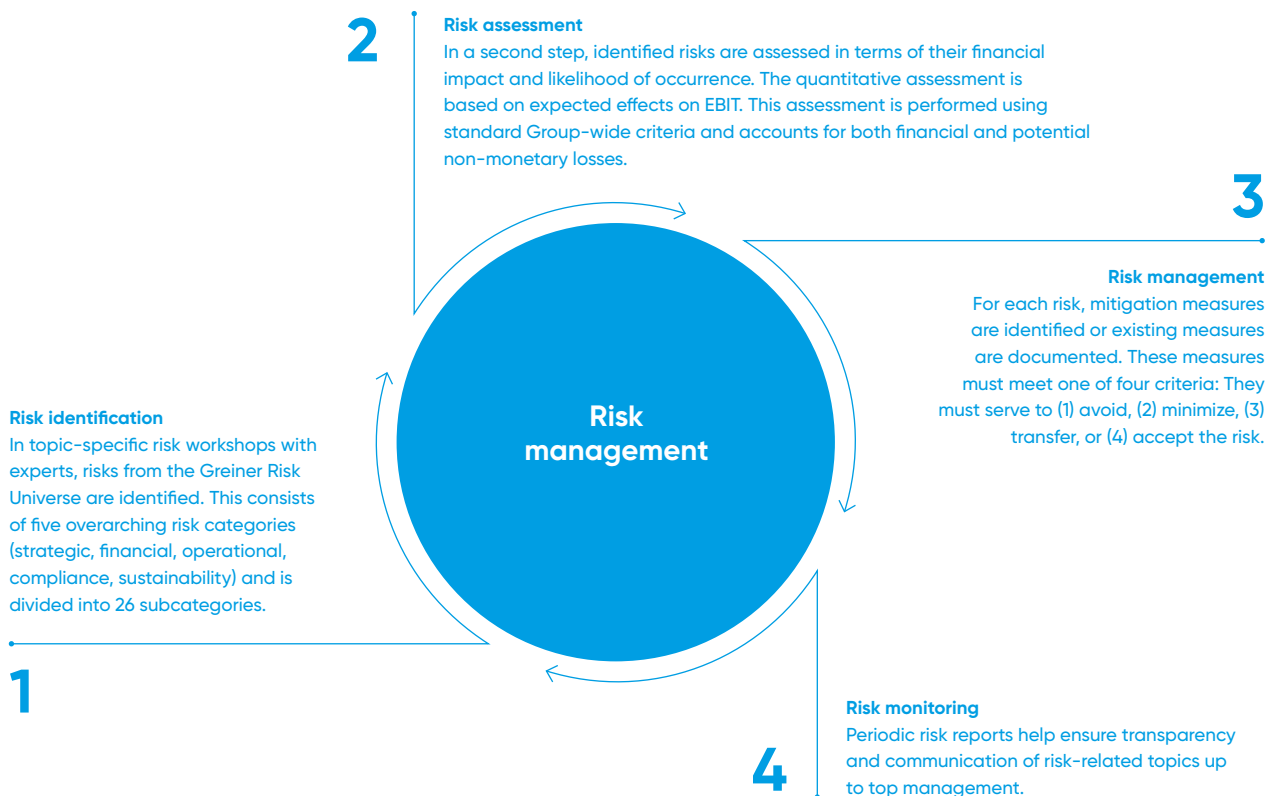 2
Risk assessment
In a second step, identified risks are assessed in terms of their financial
impact and likelihood of occurrence. The quantitative assessment is
based on expected effects on EBIT. This assessment is performed using
standard Group-wide criteria and accounts for both financial and potential
non-monetary losses.
3
Risk management
For each risk, mitigation measures
are identified or existing measures
are documented. These measures
must meet one of four criteria: They
must serve to (1) avoid, (2) minimize, (3)
transfer, or (4) accept the risk.
Risk
management
Risk identification
In topic-specific risk workshops with
experts, risks from the Greiner Risk
Universe are identified. This consists
of five overarching risk categories
(strategic, financial, operational,
compliance, sustainability) and is
divided into 26 subcategories.
1
Risk monitoring
Periodic risk reports help ensure transparency
and communication of risk-related topics up
to top management.
4